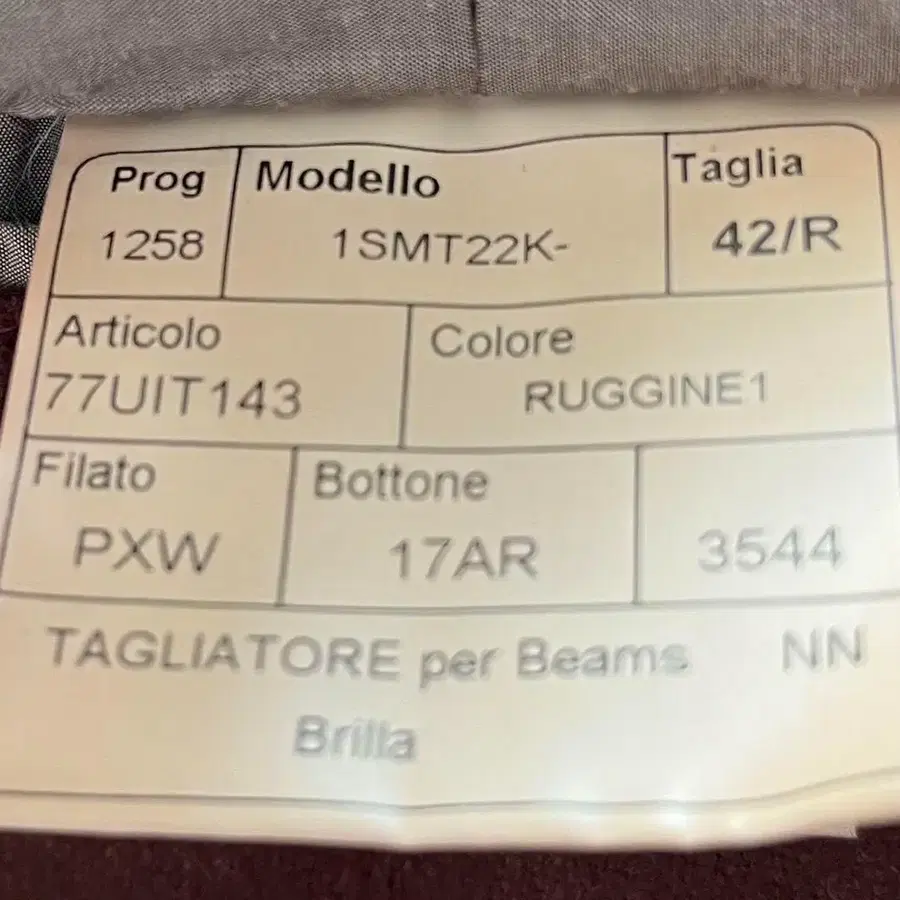 Prog Modello Taglia
1258 1SMT22K- 42/R
Articolo Colore
77UIT143 RUGGINE1
Filato Bottone
PXW 17AR 3544
TAGLIATORE per Beams NN
Brilla